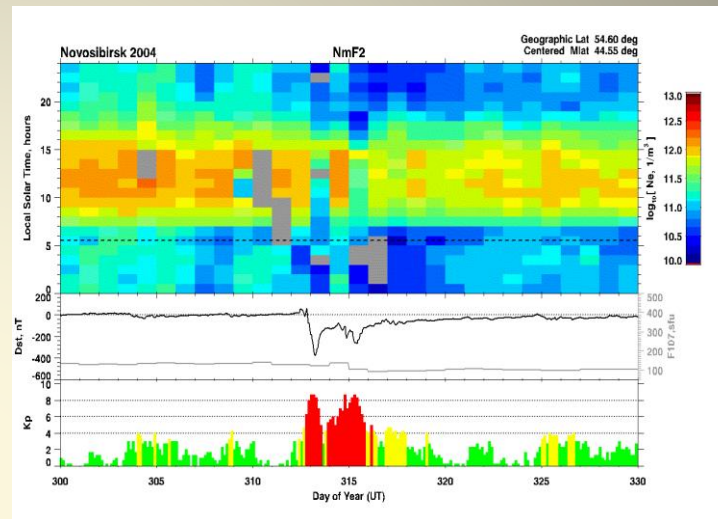 Novosibirsk 2004
NmF2
Geographic Lat 54.60 deg
Centered Mlat 44.55 deg
Local Solar Time, hours
20
15
10
5
0
13.0
12.5
12.0
11.5
11.0
10.5
10.0
log10[ Ne, 1/m3 ]
Dst, nT
200
0
-200
-400
-600
500
400
300
200
100
F107,sfu
Kp
10
8
6
4
2
0
300 305 310 315 320 325 330
Day of Year (UT)